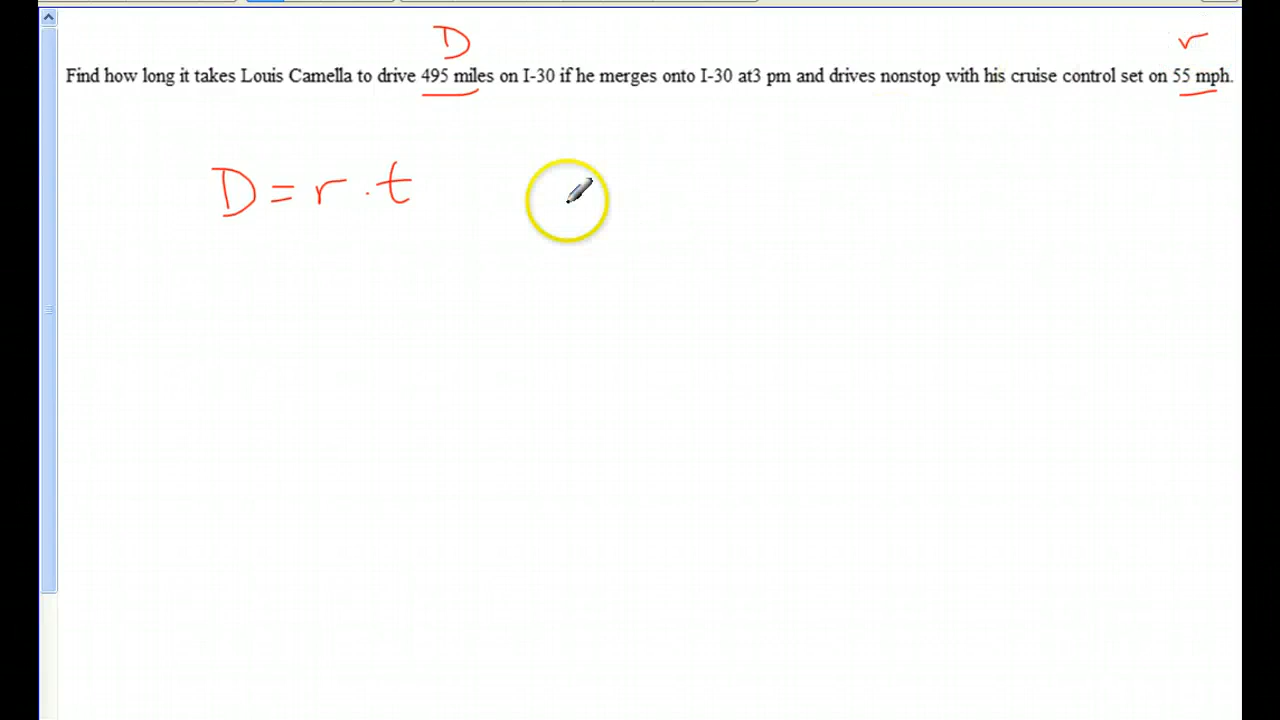 D r
Find how long it takes Louis Camella to drive 495 miles on I-30 if he merges onto I-30 at3 pm and drives nonstop with his cruise control set on 55 mph.
D = r · t